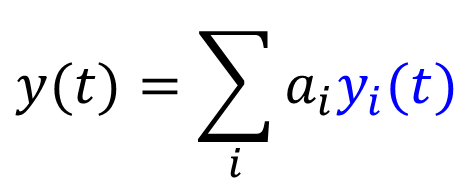 y(t) = ∑ aᵢyᵢ(t)
i